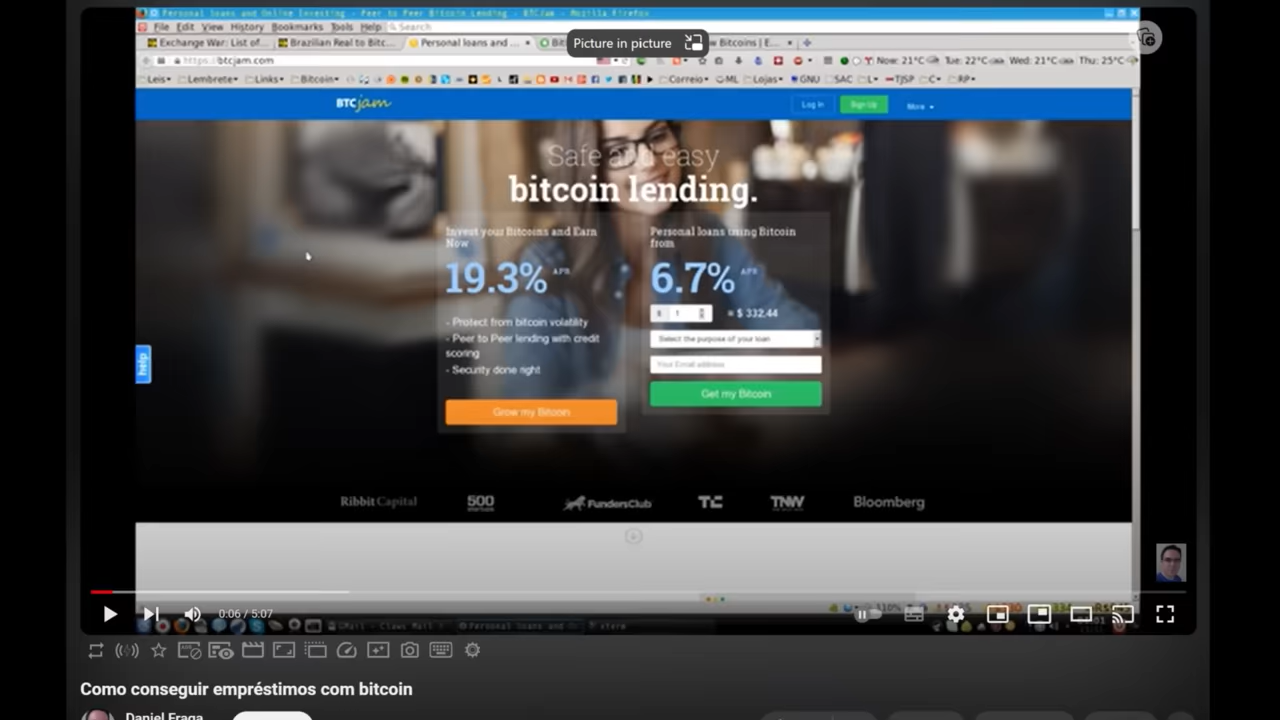 Personal loans and Online Investing - Peer to Peer Bitcoin Lending - BTCJam - Mozilla Firefox
File Edit View History Bookmarks Tools Help Search
Exchange War: List of... Brazilian Real to Bitc... Personal loans and ... Bitcoins | E...
Picture in picture
https://btcjam.com Now: 21°C Tue: 22°C Wed: 21°C Thu: 25°C
Leis Lembrete Links Bitcoin Correio ML Lojas GNU SAC L TJSP C RP
BTCjam Log In Sign Up More
Safe and easy
bitcoin lending.
Invest your Bitcoins and Earn
Now
19.3% APR
- Protect from bitcoin volatility
- Peer to Peer lending with credit
scoring
- Security done right
Grow my Bitcoin
Personal loans using Bitcoin
from
6.7% APR
1 = $ 332.44
Select the purpose of your loan
Your Email address
Get my Bitcoin
help
Ribbit Capital 500 FundersClub TC TNW Bloomberg
0:06 / 5:07
Como conseguir empréstimos com bitcoin
Daniel Fraga